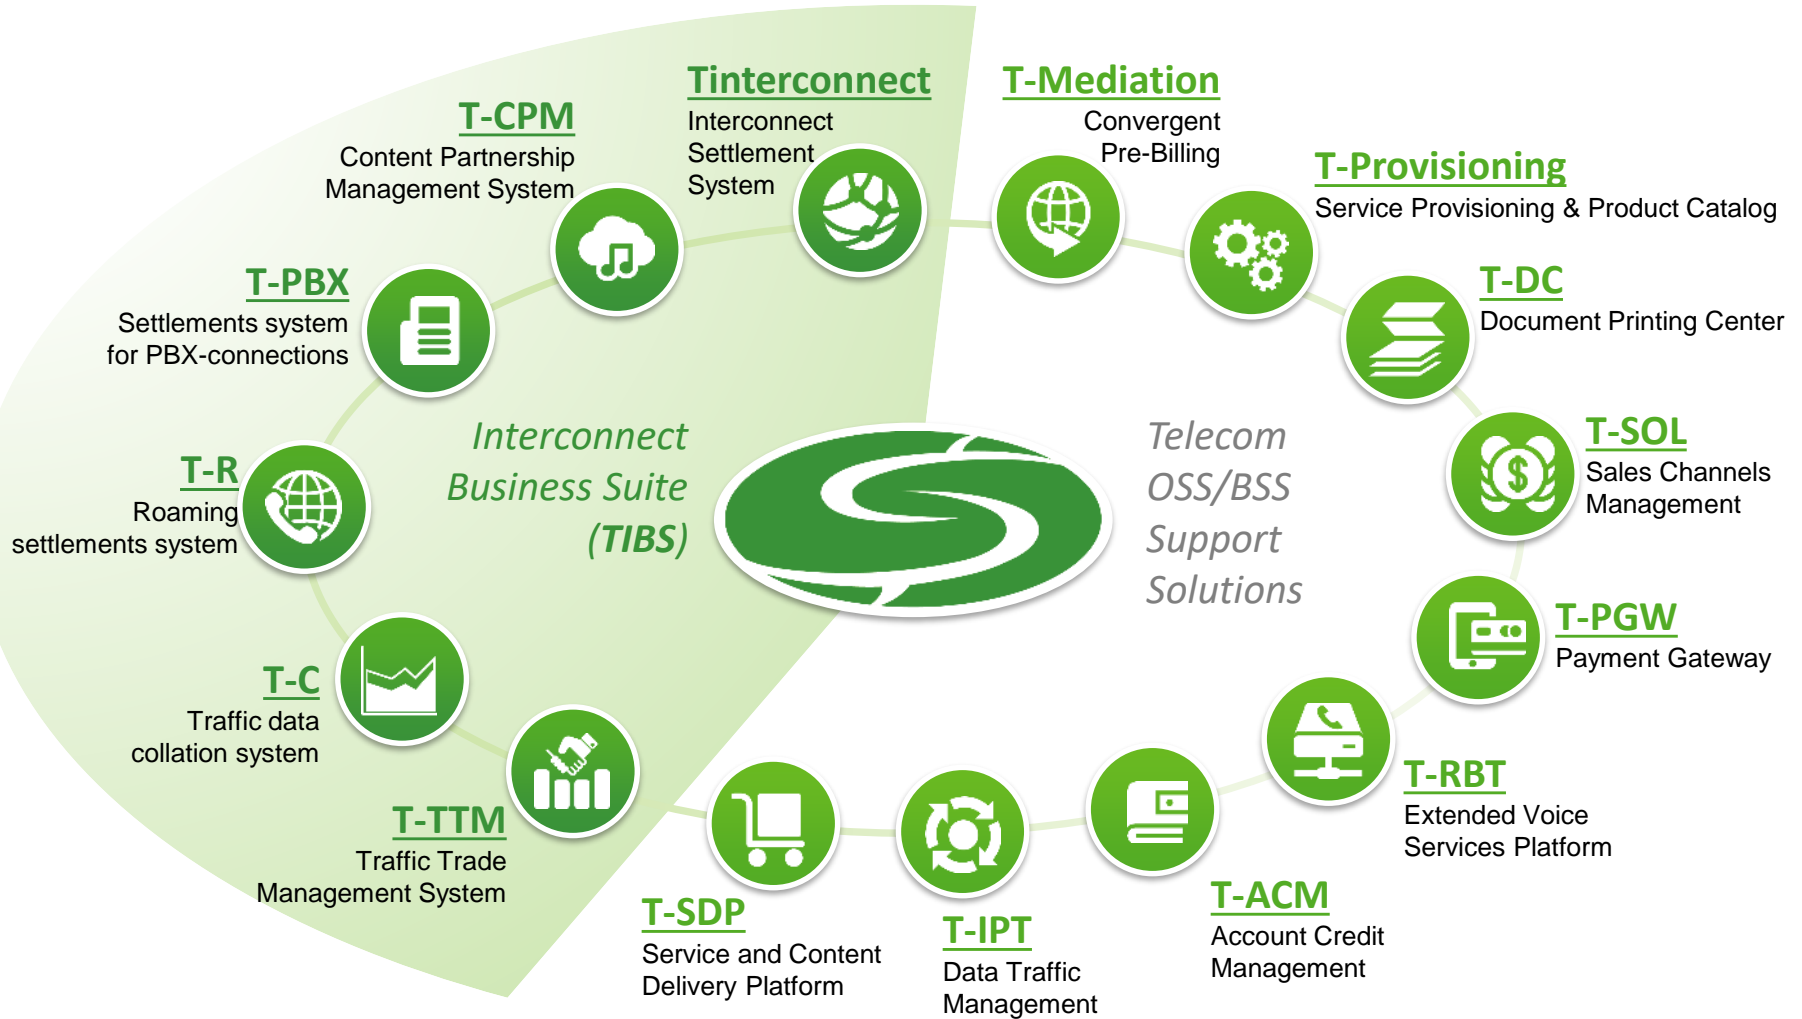 Tinterconnect
Interconnect
Settlement
System
T-Mediation
Convergent
Pre-Billing
T-CPM
Content Partnership
Management System
T-Provisioning
Service Provisioning & Product Catalog
T-PBX
Settlements system
for PBX-connections
T-DC
Document Printing Center
Interconnect
Business Suite
(TIBS)
Telecom
OSS/BSS
Support
Solutions
T-SOL
Sales Channels
Management
T-R
Roaming
settlements system
T-PGW
Payment Gateway
T-C
Traffic data
collation system
T-RBT
Extended Voice
Services Platform
T-TTM
Traffic Trade
Management System
T-SDP
Service and Content
Delivery Platform
T-IPT
Data Traffic
Management
T-ACM
Account Credit
Management
$